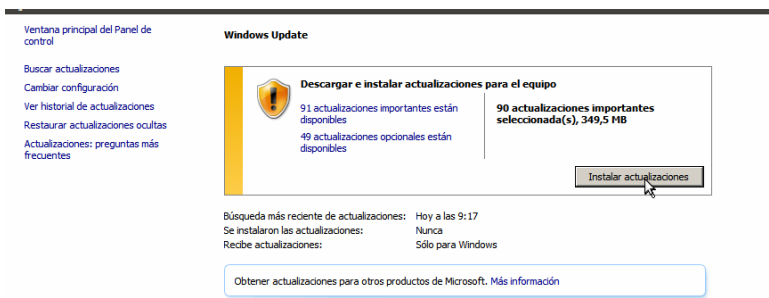 Ventana principal del Panel de
control
Buscar actualizaciones
Cambiar configuración
Ver historial de actualizaciones
Restaurar actualizaciones ocultas
Actualizaciones: preguntas más
frecuentes
Windows Update
Descargar e instalar actualizaciones para el equipo
91 actualizaciones importantes están
disponibles
49 actualizaciones opcionales están
disponibles
90 actualizaciones importantes
seleccionada(s), 349,5 MB
Instalar actualizaciones
Búsqueda más reciente de actualizaciones: Hoy a las 9:17
Se instalaron las actualizaciones: Nunca
Recibe actualizaciones: Sólo para Windows
Obtener actualizaciones para otros productos de Microsoft. Más información